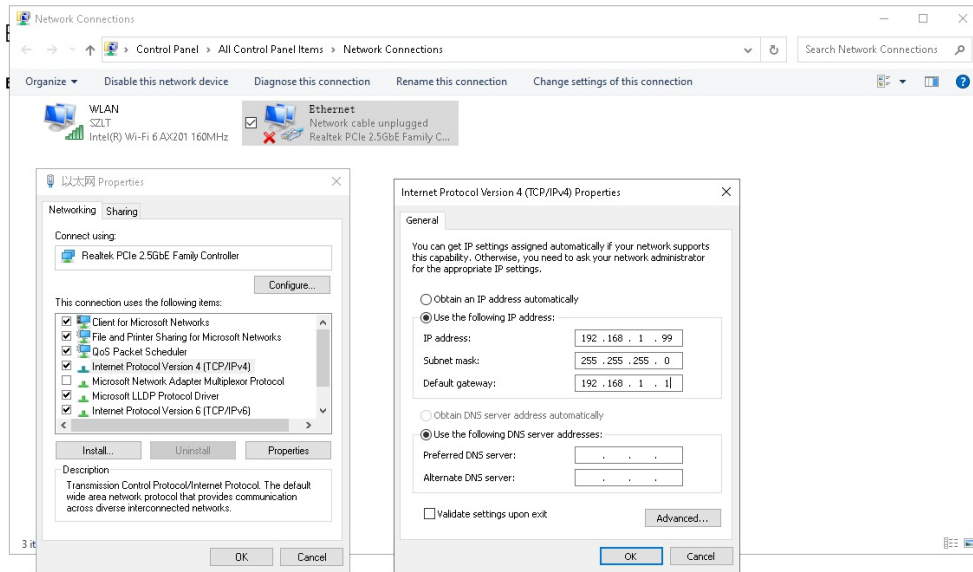 Network Connections
Control Panel > All Control Panel Items > Network Connections
Search Network Connections
Organize
Disable this network device
Diagnose this connection
Rename this connection
Change settings of this connection
WLAN
SZLT
Intel(R) Wi-Fi 6 AX201 160MHz
Ethernet
Network cable unplugged
Realtek PCIe 2.5GbE Family C...
以太网 Properties
Networking
Sharing
Connect using:
Realtek PCIe 2.5GbE Family Controller
Configure...
This connection uses the following items:
Client for Microsoft Networks
File and Printer Sharing for Microsoft Networks
QoS Packet Scheduler
Internet Protocol Version 4 (TCP/IPv4)
Microsoft Network Adapter Multiplexor Protocol
Microsoft LLDP Protocol Driver
Internet Protocol Version 6 (TCP/IPv6)
Install...
Uninstall
Properties
Description
Transmission Control Protocol/Internet Protocol. The default
wide area network protocol that provides communication
across diverse interconnected networks.
OK
Cancel
Internet Protocol Version 4 (TCP/IPv4) Properties
General
You can get IP settings assigned automatically if your network supports
this capability. Otherwise, you need to ask your network administrator
for the appropriate IP settings.
Obtain an IP address automatically
Use the following IP address:
IP address:
192 . 168 . 1 . 99
Subnet mask:
255 . 255 . 255 . 0
Default gateway:
192 . 168 . 1 . 1
Obtain DNS server address automatically
Use the following DNS server addresses:
Preferred DNS server:
. . .
Alternate DNS server:
. . .
Validate settings upon exit
Advanced...
OK
Cancel
3